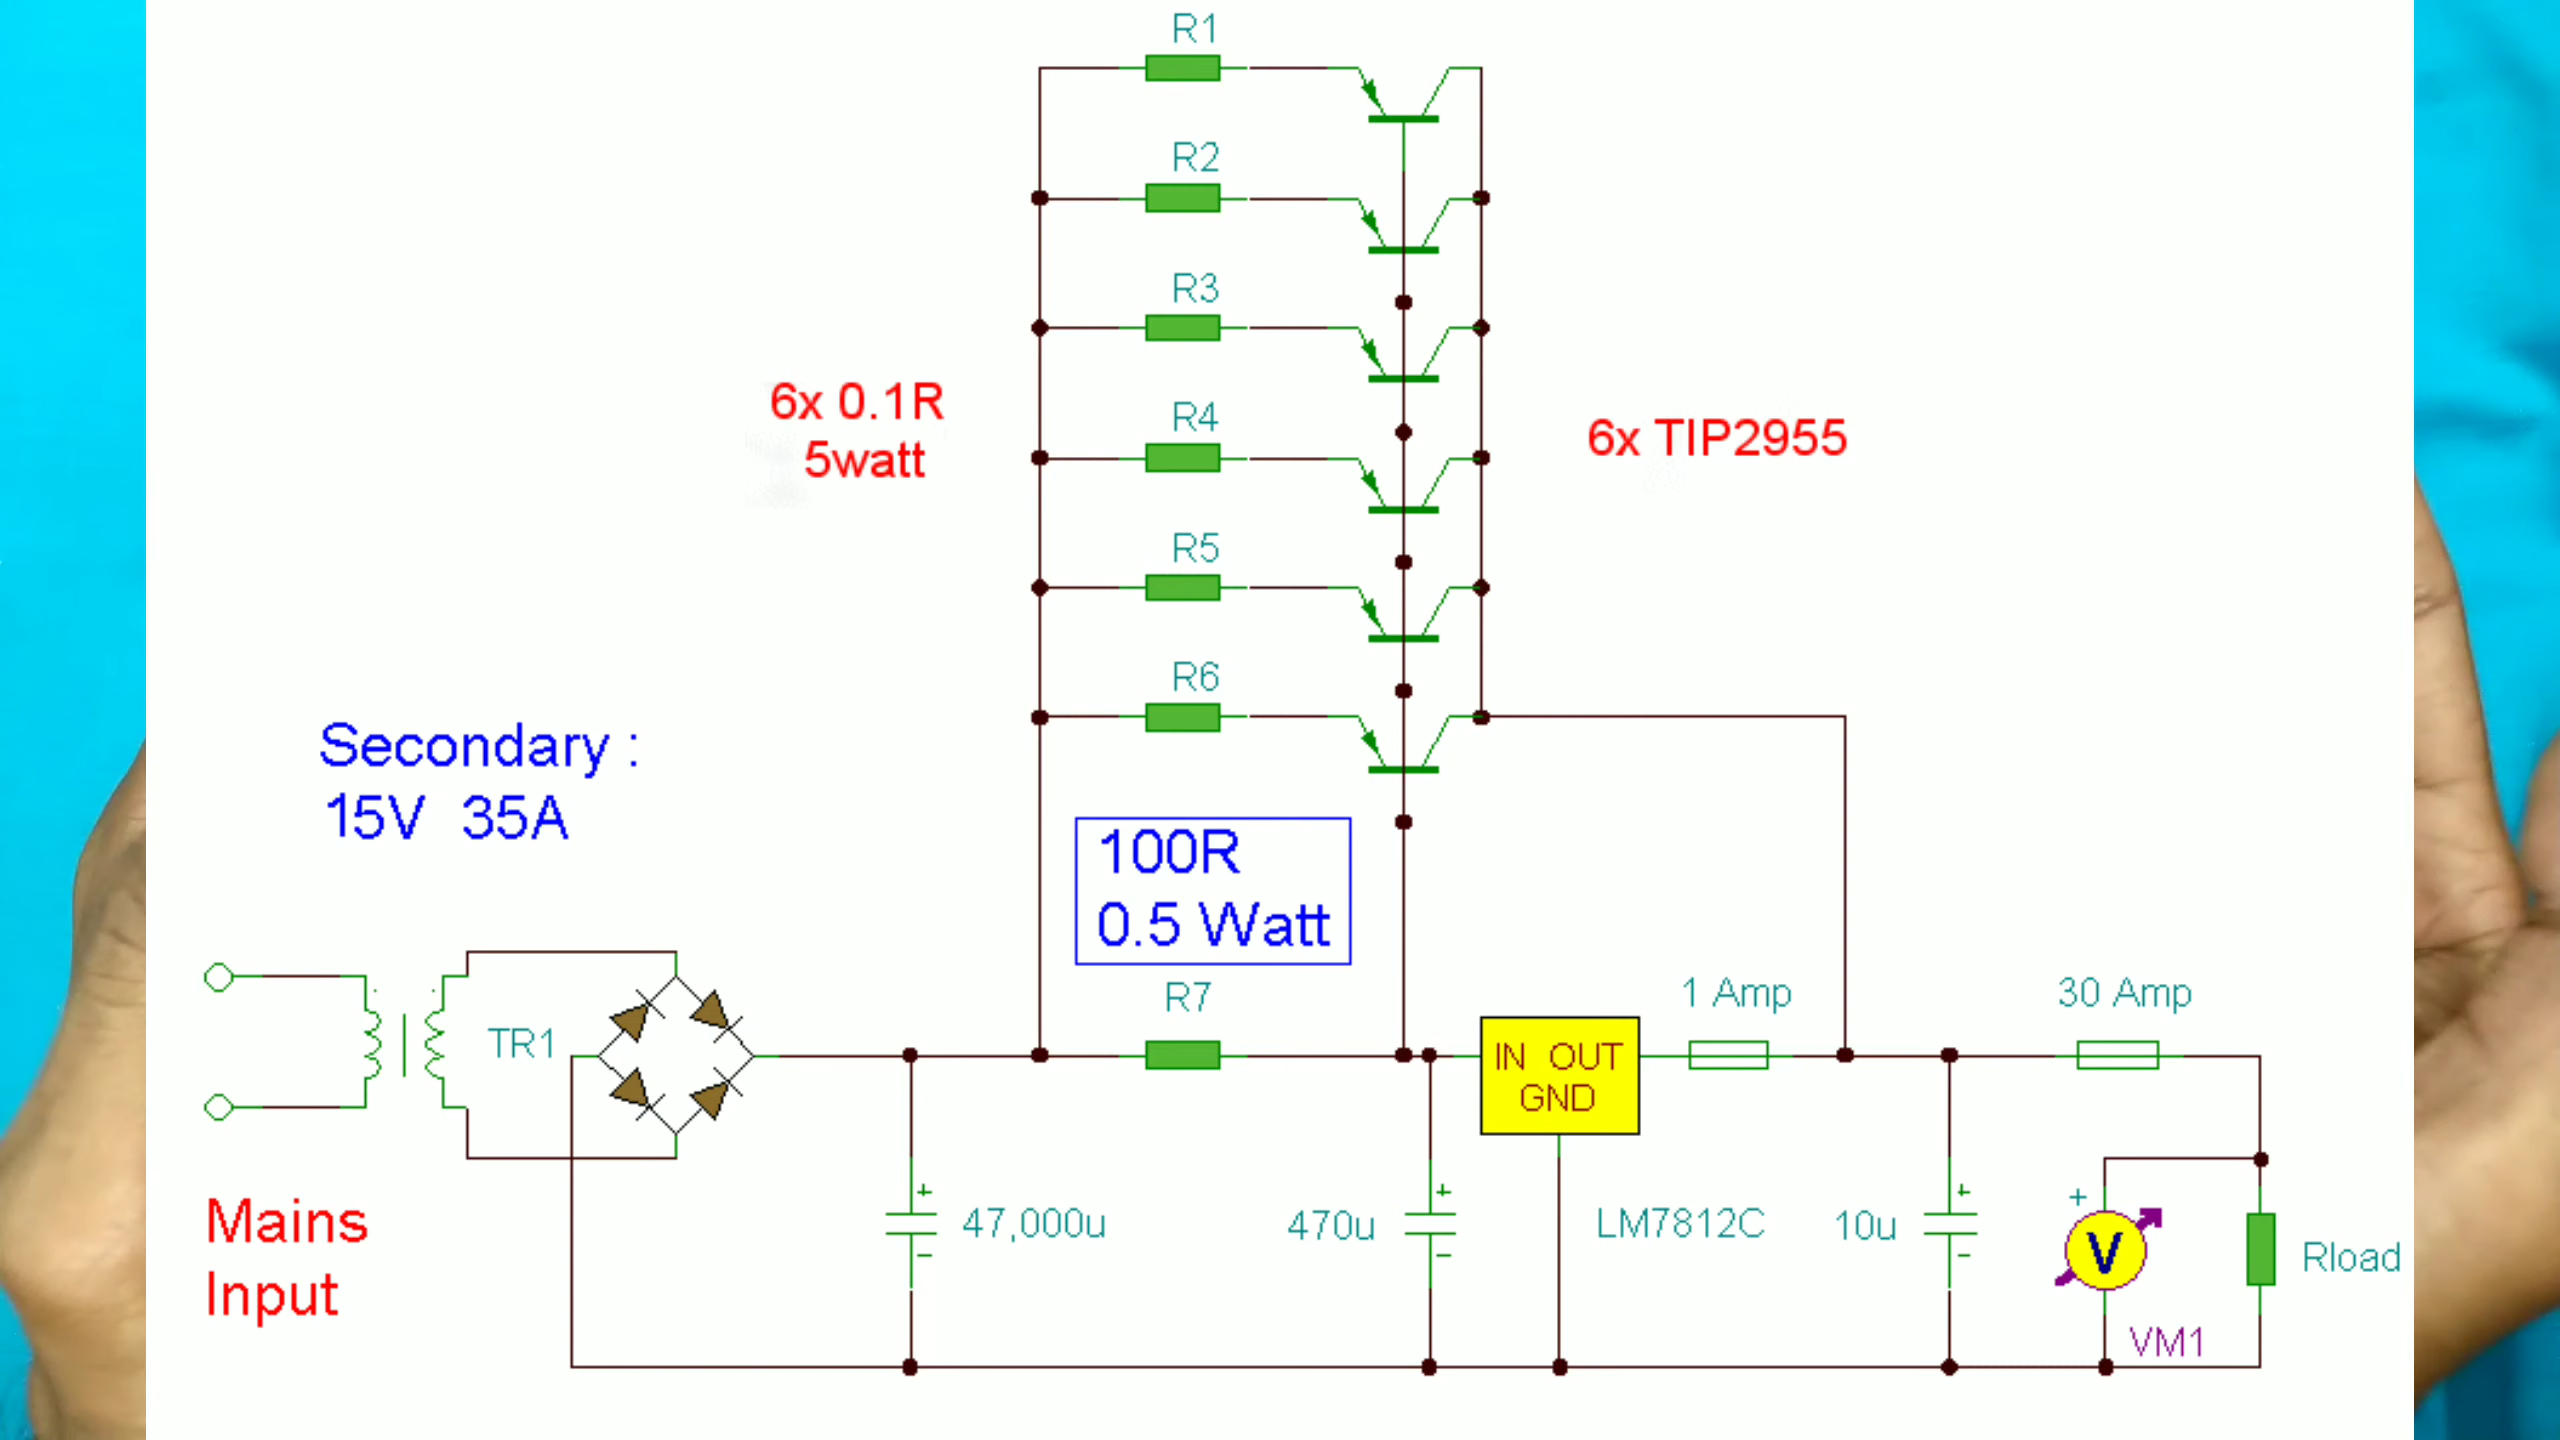 R1
R2
R3
6x 0.1R
5watt
R4
6x TIP2955
R5
R6
Secondary :
15V 35A
100R
0.5 Watt
R7
1 Amp
30 Amp
TR1
IN OUT
GND
+
+
+
+
47,000u
470u
LM7812C
10u
V
Rload
-
-
-
Mains
Input
VM1